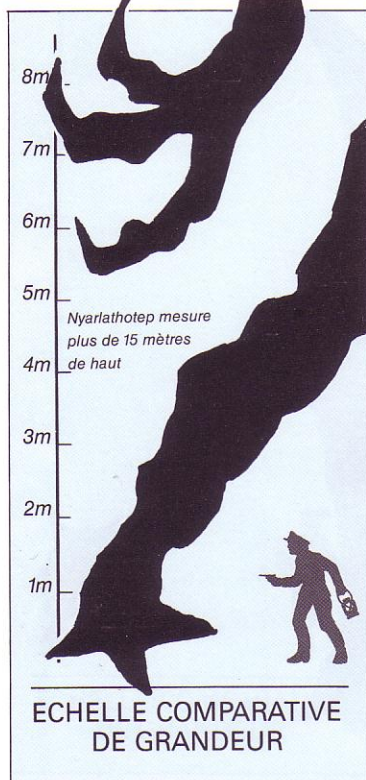 8m
7m
6m
5m
Nyarlathotep mesure
plus de 15 mètres
de haut
4m
3m
2m
1m
ECHELLE COMPARATIVE
DE GRANDEUR